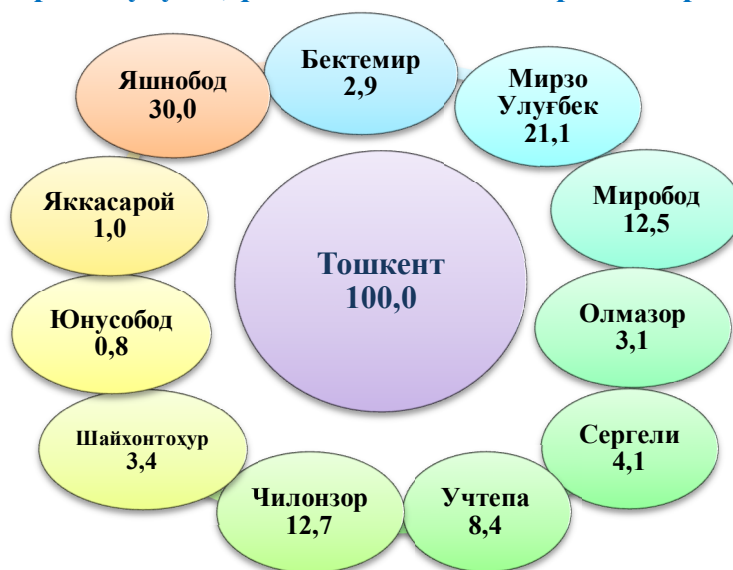 Бектемир
2,9
Мирзо
Улуғбек
21,1
Миробод
12,5
Олмазор
3,1
Сергели
4,1
Учтепа
8,4
Чилонзор
12,7
Шайхонтоҳур
3,4
Юнусобод
0,8
Яккасарой
1,0
Яшнобод
30,0
Тошкент
100,0